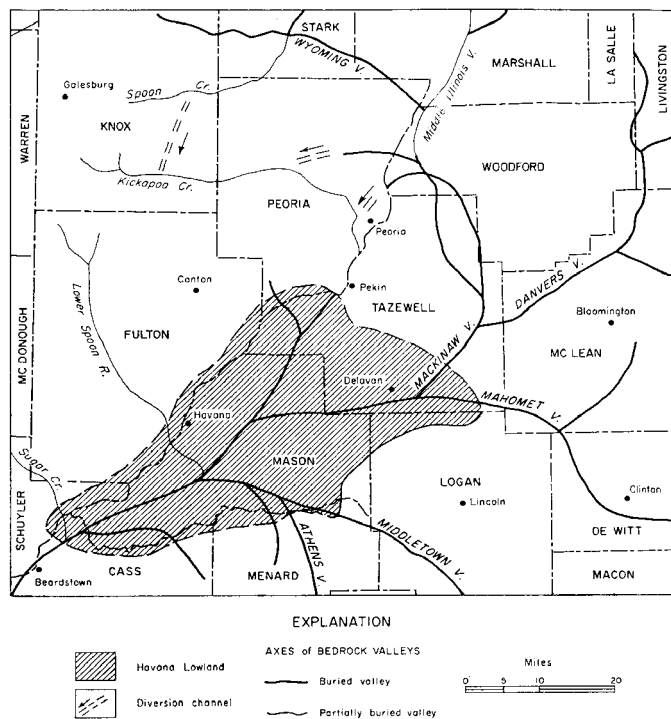 STARK
WYOMING V.
Middle Illinois V.
MARSHALL
LA SALLE
LIVINGSTON
Galesburg
Spoon Cr.
KNOX
WARREN
Kickapoo Cr.
WOODFORD
PEORIA
Peoria
Canton
Pekin
TAZEWELL
DANVERS V.
Bloomington
MC DONOUGH
Lower Spoon R.
FULTON
MACKINAW V.
MC LEAN
Delavan
MAHOMET V.
Havana
Sugar Cr.
MASON
LOGAN
Lincoln
Clinton
SCHUYLER
ATHENS V.
MIDDLETOWN V.
DE WITT
Beardstown
CASS
MENARD
MACON
EXPLANATION
Havana Lowland
Diversion channel
AXES OF BEDROCK VALLEYS
Buried valley
Partially buried valley
Miles
0 5 10 20